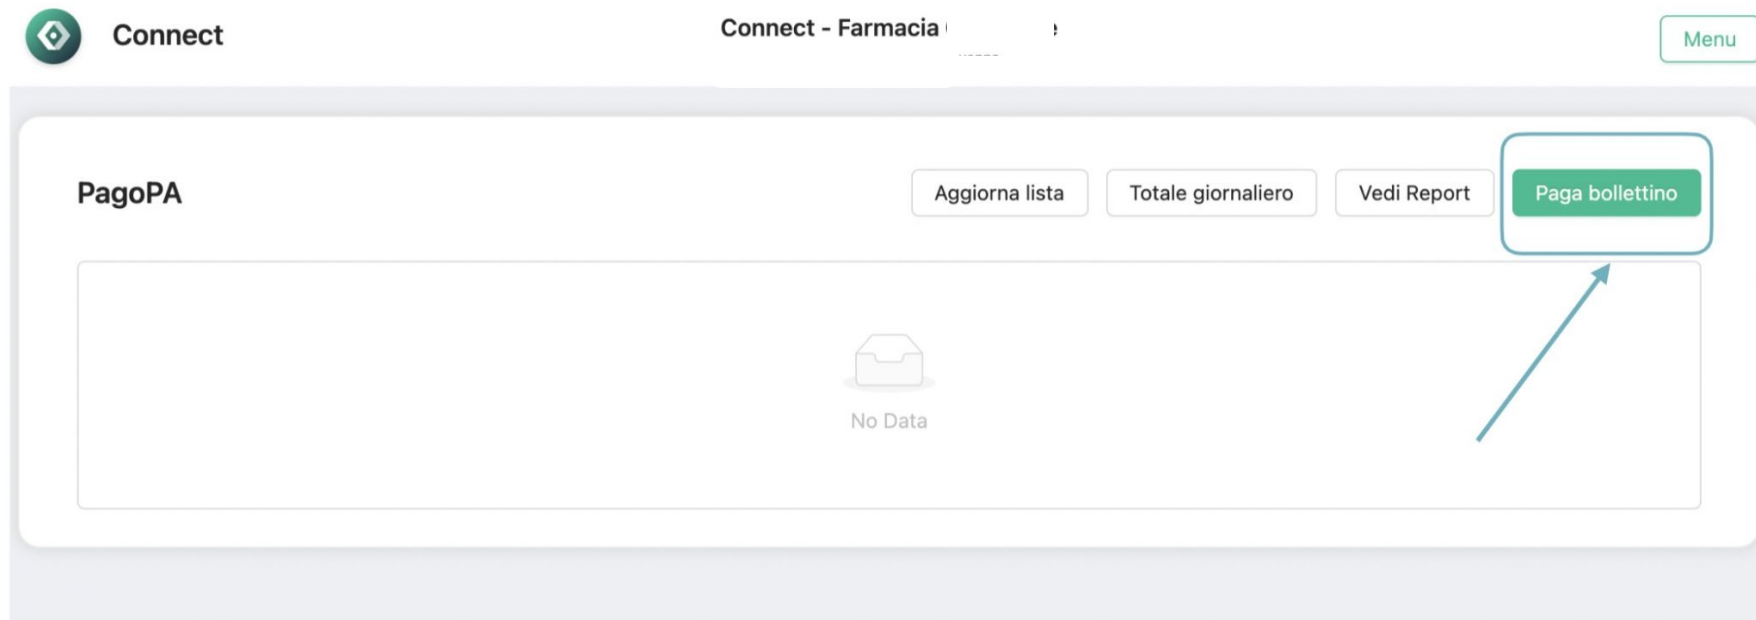 Connect
Connect - Farmacia
Menu
PagoPA
Aggiorna lista
Totale giornaliero
Vedi Report
Paga bollettino
No Data